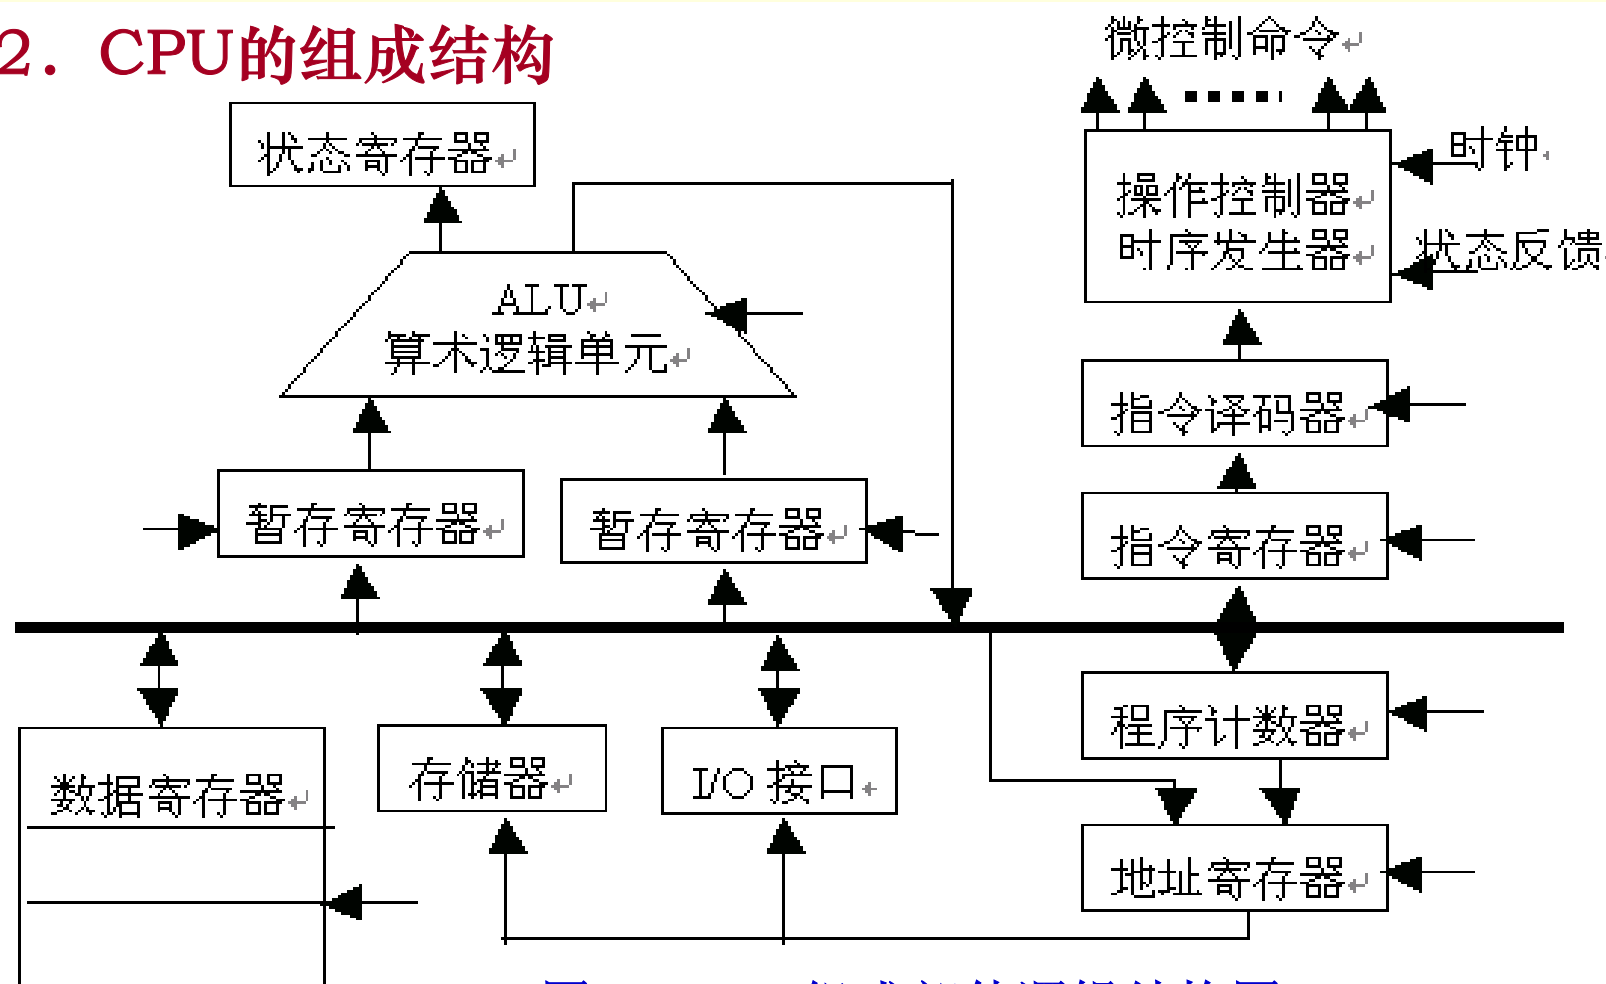 2. CPU的组成结构
微控制命令
状态寄存器
时钟
操作控制器
时序发生器
状态反馈
ALU
算术逻辑单元
指令译码器
暂存寄存器
暂存寄存器
指令寄存器
程序计数器
数据寄存器
存储器
I/O 接口
地址寄存器